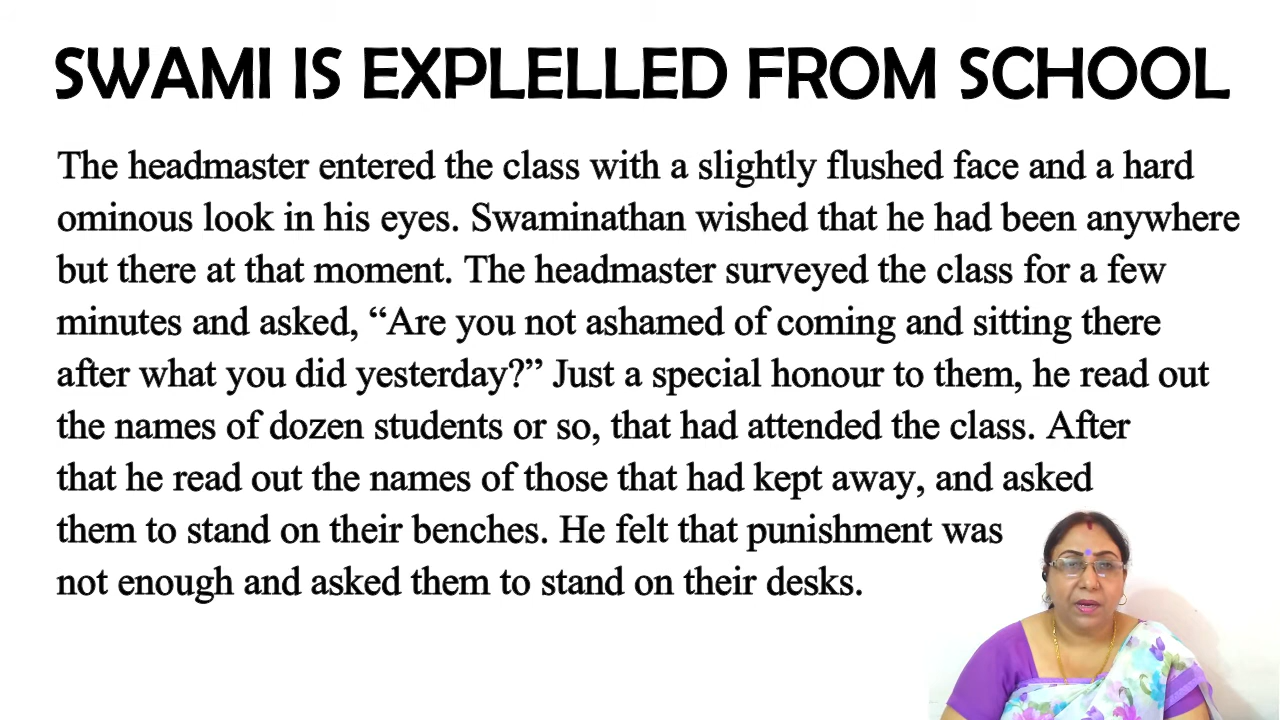 SWAMI IS EXPLELLED FROM SCHOOL
The headmaster entered the class with a slightly flushed face and a hard
ominous look in his eyes. Swaminathan wished that he had been anywhere
but there at that moment. The headmaster surveyed the class for a few
minutes and asked, “Are you not ashamed of coming and sitting there
after what you did yesterday?” Just a special honour to them, he read out
the names of dozen students or so, that had attended the class. After
that he read out the names of those that had kept away, and asked
them to stand on their benches. He felt that punishment was
not enough and asked them to stand on their desks.